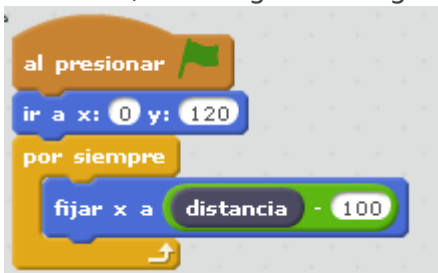 al presionar
ir a x: 0 y: 120
por siempre
fijar x a distancia - 100